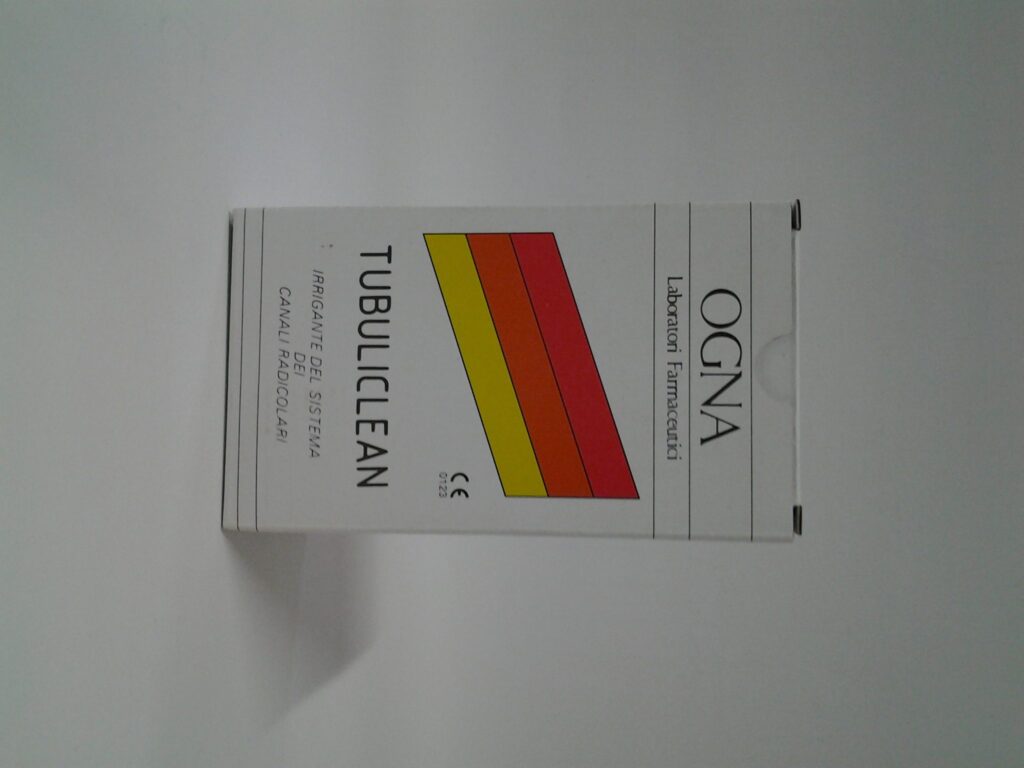 OGNA
Laboratori Farmaceutici
CE
0123
TUBULICLEAN
IRRIGANTE DEL SISTEMA
DEI
CANALI RADICOLARI